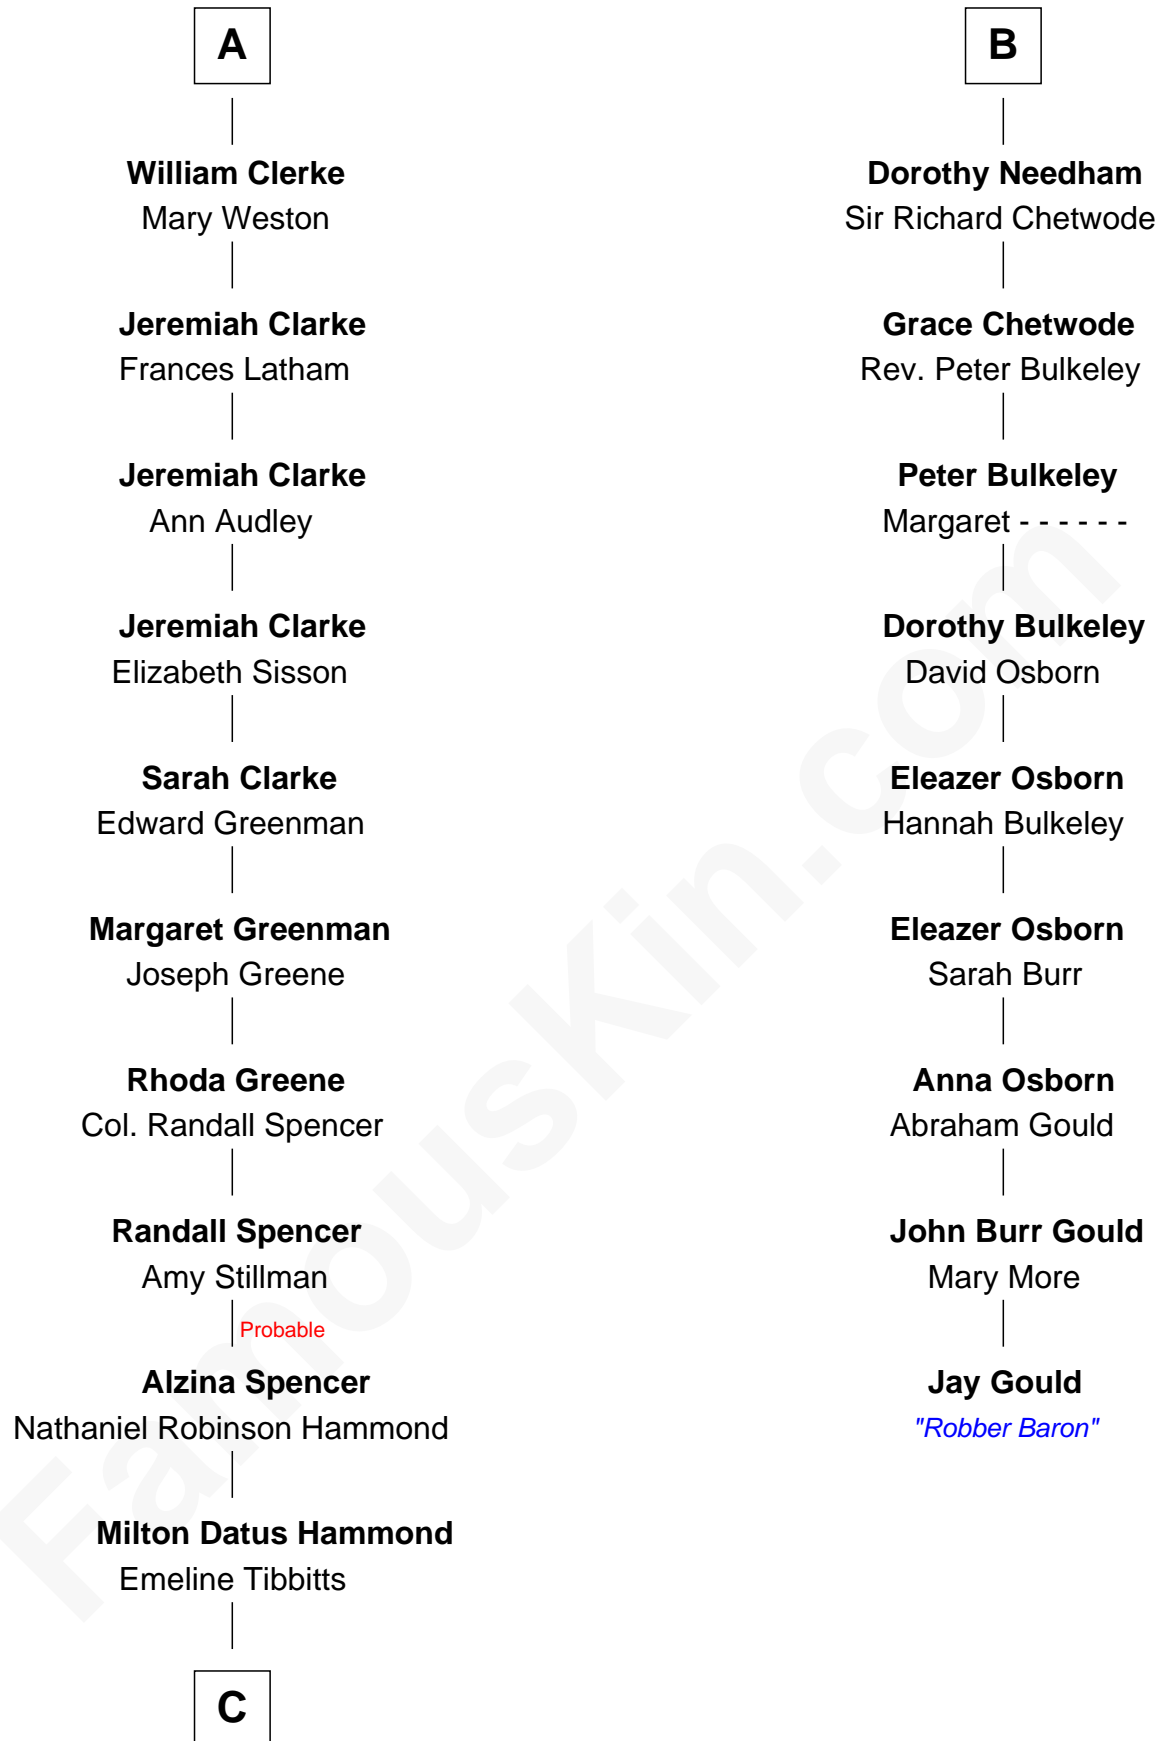 A
William Clerke
Mary Weston
Jeremiah Clarke
Frances Latham
Jeremiah Clarke
Ann Audley
Jeremiah Clarke
Elizabeth Sisson
Sarah Clarke
Edward Greenman
Margaret Greenman
Joseph Greene
Rhoda Greene
Col. Randall Spencer
Randall Spencer
Amy Stillman
Probable
Alzina Spencer
Nathaniel Robinson Hammond
Milton Datus Hammond
Emeline Tibbitts
C
B
Dorothy Needham
Sir Richard Chetwode
Grace Chetwode
Rev. Peter Bulkeley
Peter Bulkeley
Margaret - - - - - -
Dorothy Bulkeley
David Osborn
Eleazer Osborn
Hannah Bulkeley
Eleazer Osborn
Sarah Burr
Anna Osborn
Abraham Gould
John Burr Gould
Mary More
Jay Gould
"Robber Baron"
FamousKin.com